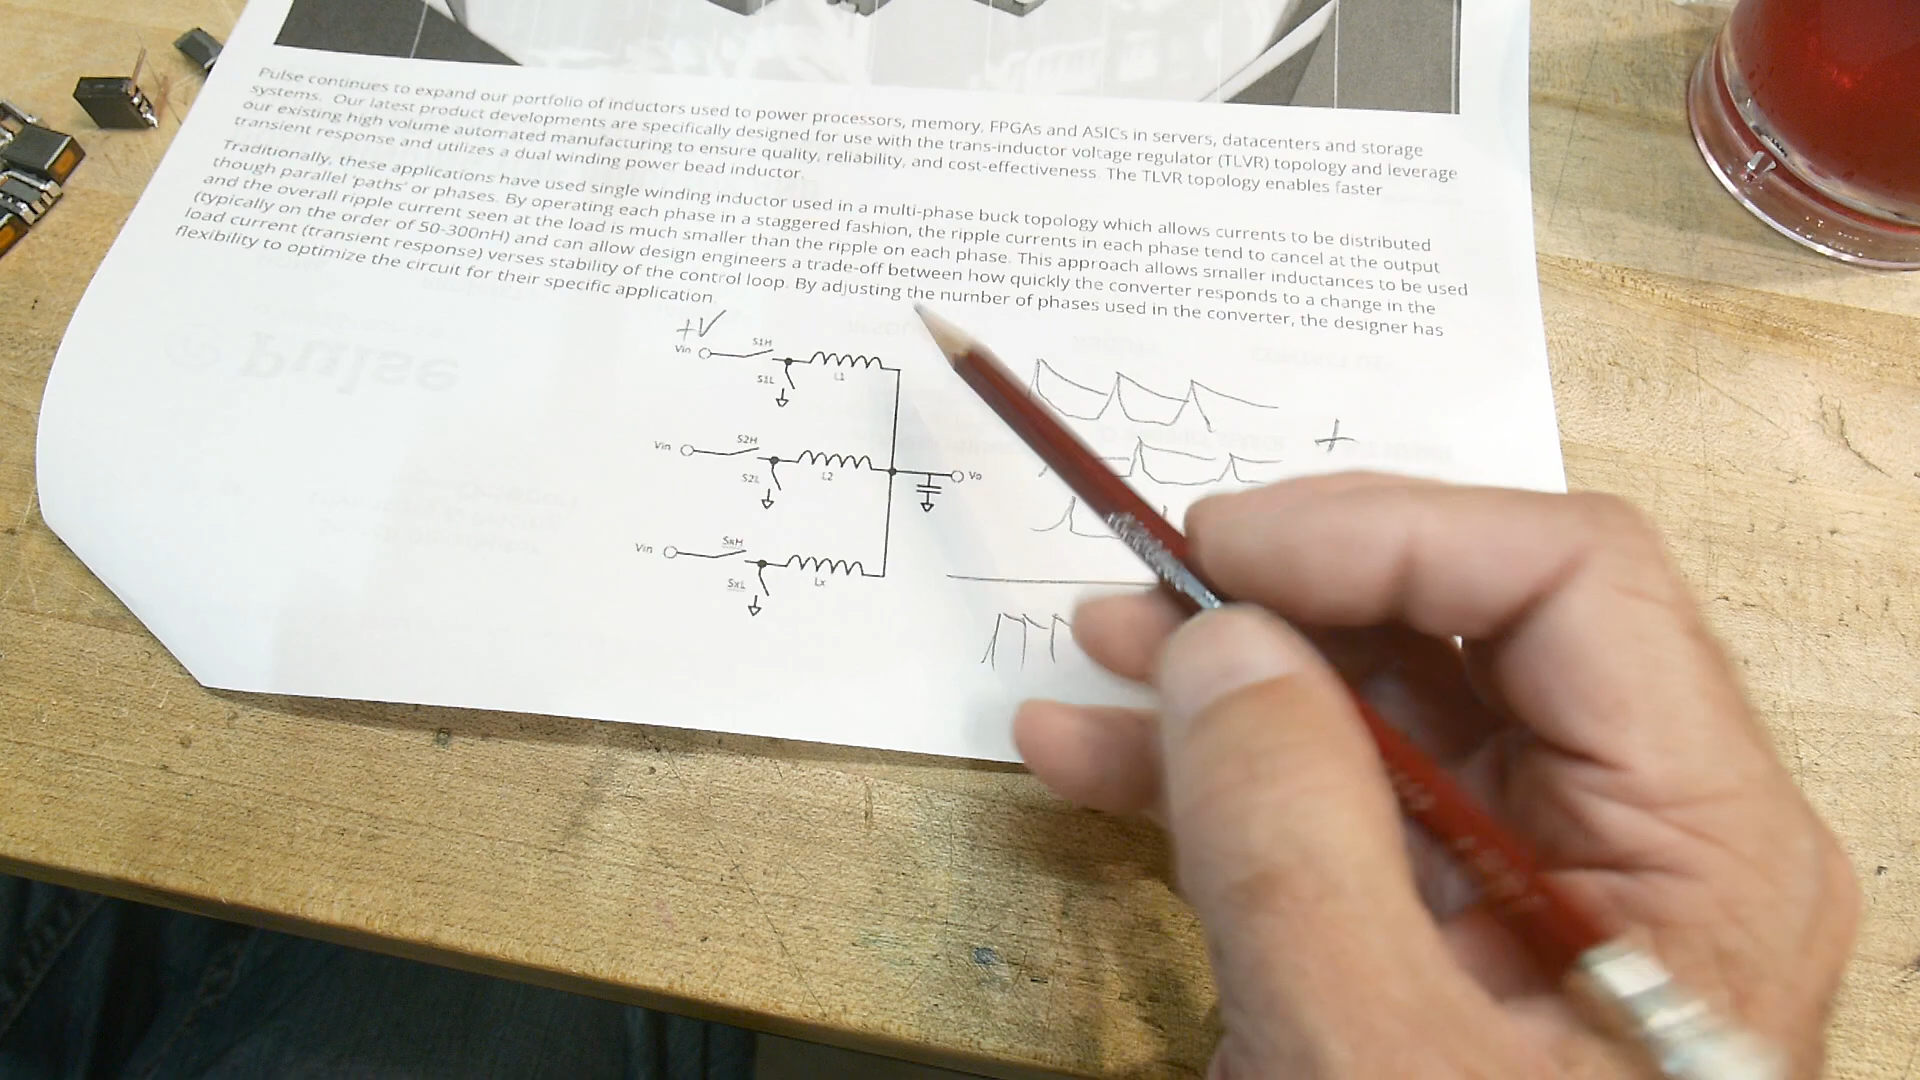 Pulse continues to expand our portfolio of inductors used to power processors, memory, FPGAs and ASICs in servers, datacenters and storage
systems. Our latest product developments are specifically designed for use with the trans-inductor voltage regulator (TLVR) topology and leverage
our existing high volume automated manufacturing to ensure quality, reliability, and cost-effectiveness. The TLVR topology enables faster
transient response and utilizes a dual winding power bead inductor.
Traditionally, these applications have used single winding inductor used in a multi-phase buck topology which allows currents to be distributed
though parallel 'paths' or phases. By operating each phase in a staggered fashion, the ripple currents in each phase tend to cancel at the output
and the overall ripple current seen at the load is much smaller than the ripple on each phase. This approach allows smaller inductances to be used
(typically on the order of 50-300nH) and can allow design engineers a trade-off between how quickly the converter responds to a change in the
load current (transient response) verses stability of the control loop. By adjusting the number of phases used in the converter, the designer has
flexibility to optimize the circuit for their specific application.
+V
Vin S1H
S1L L1
+
Vin S2H
S2L L2 Vo
Vin SxH
SxL Lx
Pulse